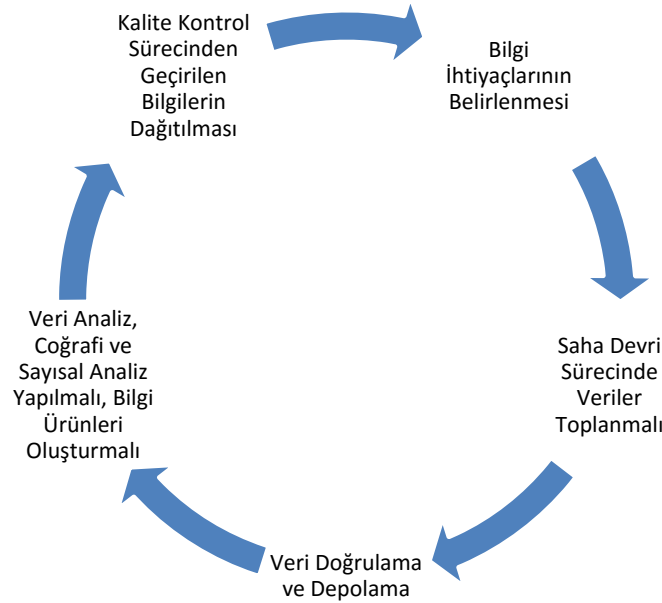 Kalite Kontrol
Sürecinden
Geçirilen
Bilgilerin
Dağıtılması
Bilgi
İhtiyaçlarının
Belirlenmesi
Saha Devri
Sürecinde
Veriler
Toplanmalı
Veri Doğrulama
ve Depolama
Veri Analiz,
Coğrafi ve
Sayısal Analiz
Yapılmalı, Bilgi
Ürünleri
Oluşturmalı